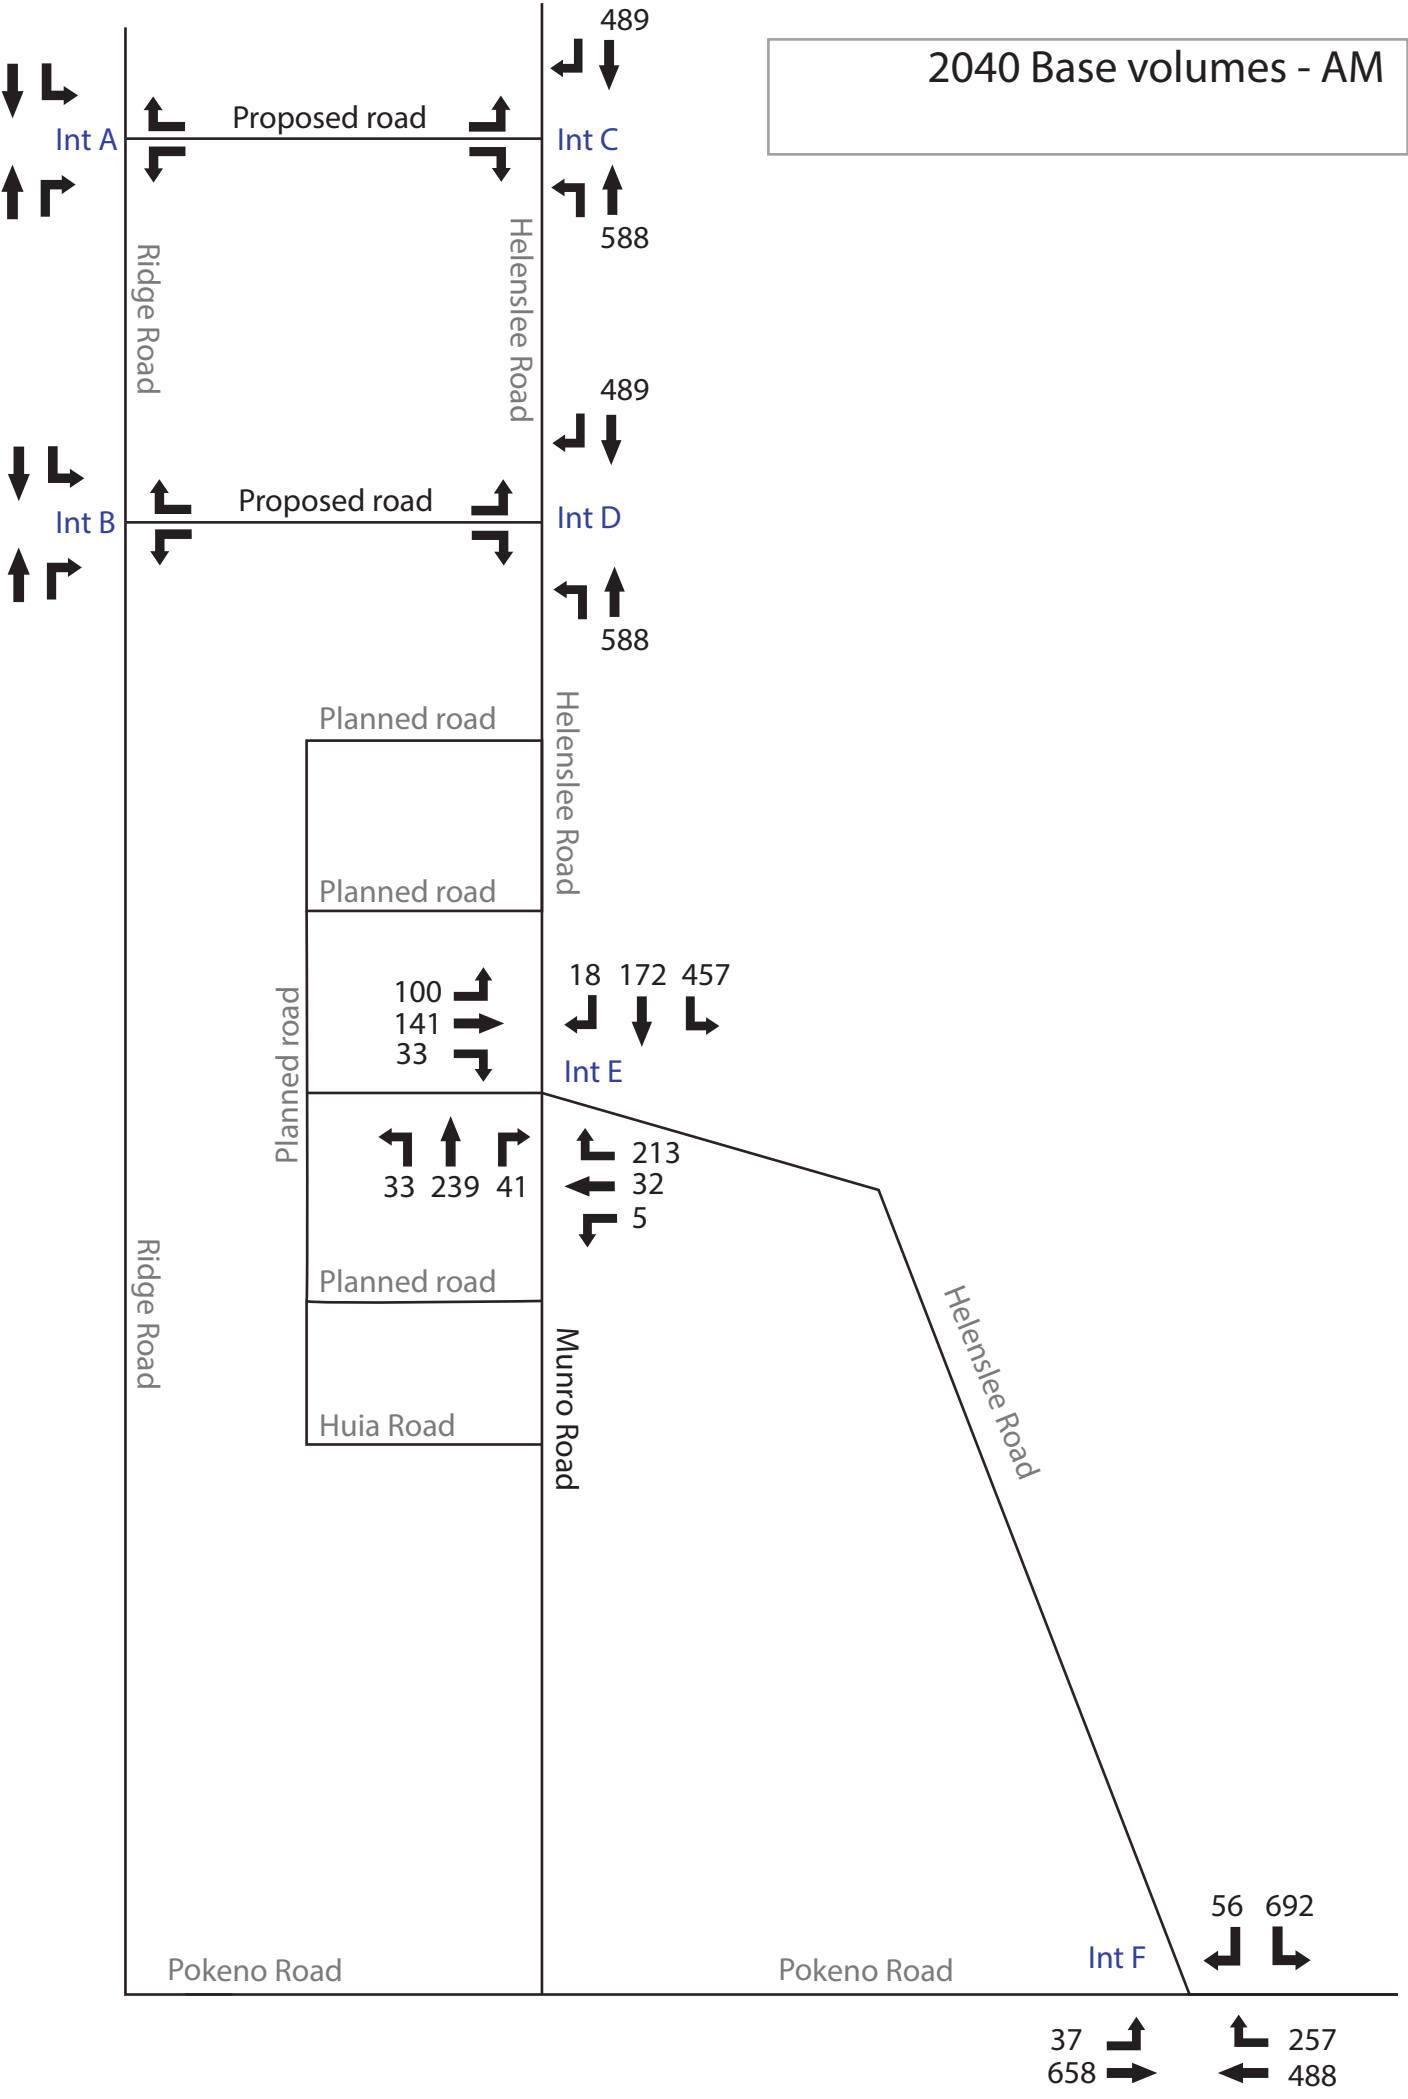 489
2040 Base volumes - AM
Proposed road
Int A
Int C
588
Ridge Road
Helenslee Road
489
Proposed road
Int B
Int D
588
Planned road
Helenslee Road
Planned road
18 172 457
100
141
33
Int E
Planned road
213
32
5
33 239 41
Planned road
Ridge Road
Helenslee Road
Munro Road
Huia Road
56 692
Int F
Pokeno Road
Pokeno Road
37
257
658
488